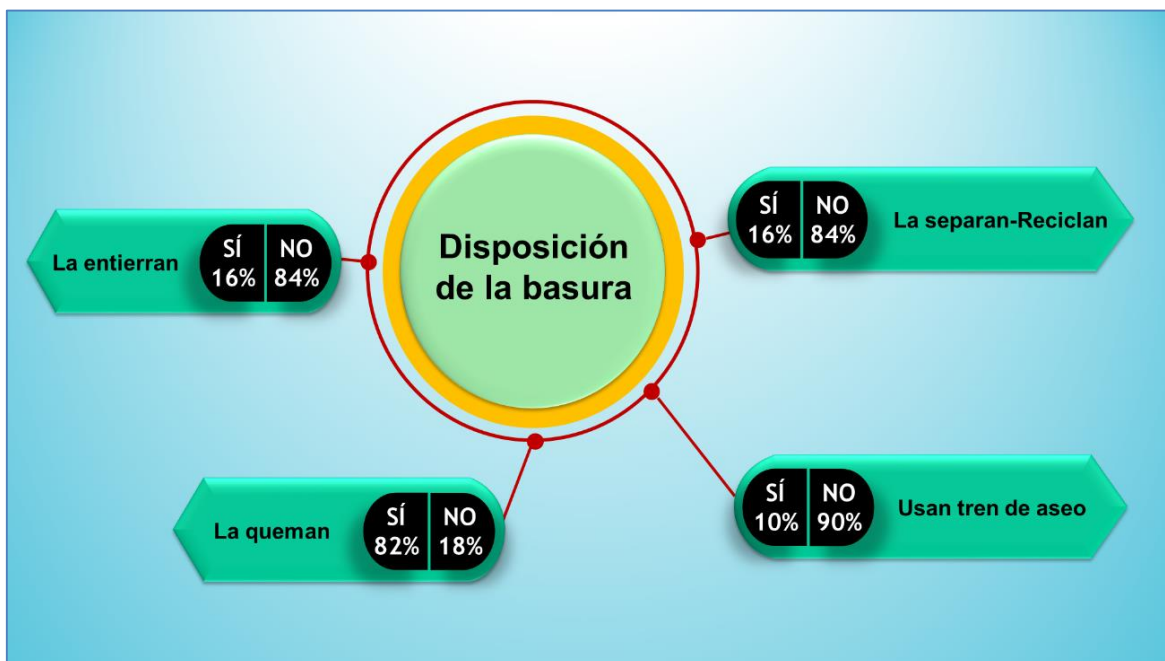 Disposición
de la basura
La entierran
SÍ NO
16% 84%
SÍ NO
16% 84%
La separan-Reciclan
La queman
SÍ NO
82% 18%
SÍ NO
10% 90%
Usan tren de aseo